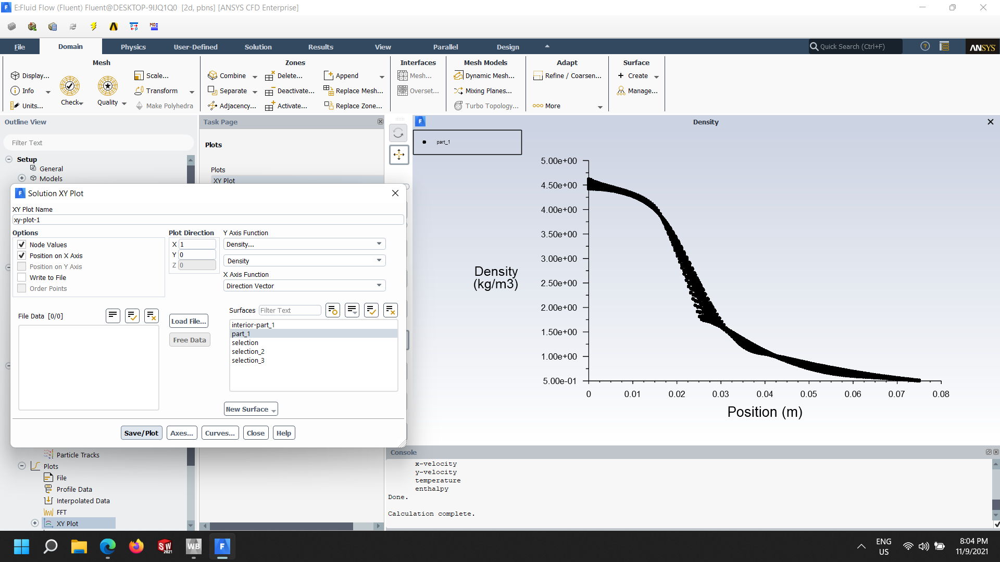 E:Fluid Flow (Fluent) Fluent@DESKTOP-9IJQ1Q0 [2d, pbns] [ANSYS CFD Enterprise]
File Domain Physics User-Defined Solution Results View Parallel Design Quick Search (Ctrl+F) ANSYS
Mesh
Display...
Info
Units...
Check
Quality
Scale...
Transform
Make Polyhedra
Zones
Combine
Separate
Adjacency...
Delete...
Deactivate...
Activate...
Append
Replace Mesh...
Replace Zone...
Interfaces
Mesh...
Overset...
Mesh Models
Dynamic Mesh...
Mixing Planes...
Turbo Topology...
Adapt
Refine / Coarsen...
More
Surface
Create
Manage...
Outline View
Filter Text
Setup
General
Models
Task Page
Plots
Plots
XY Plot
Solution XY Plot
XY Plot Name
xy-plot-1
Options
Node Values
Position on X Axis
Position on Y Axis
Write to File
Order Points
Plot Direction
X 1
Y 0
Z 0
Y Axis Function
Density...
Density
X Axis Function
Direction Vector
File Data [0/0]
Load File...
Free Data
Surfaces Filter Text
interior-part_1
part_1
selection
selection_2
selection_3
New Surface
Save/Plot Axes... Curves... Close Help
Particle Tracks
Plots
File
Profile Data
Interpolated Data
FFT
XY Plot
Density
part_1
5.00e+00
4.50e+00
4.00e+00
3.50e+00
3.00e+00
2.50e+00
2.00e+00
1.50e+00
1.00e+00
5.00e-01
Density
(kg/m3)
0 0.01 0.02 0.03 0.04 0.05 0.06 0.07 0.08
Position (m)
Console
x-velocity
y-velocity
temperature
enthalpy
Done.
Calculation complete.
SW 2021
WB
F
ENG
US
8:04 PM
11/9/2021